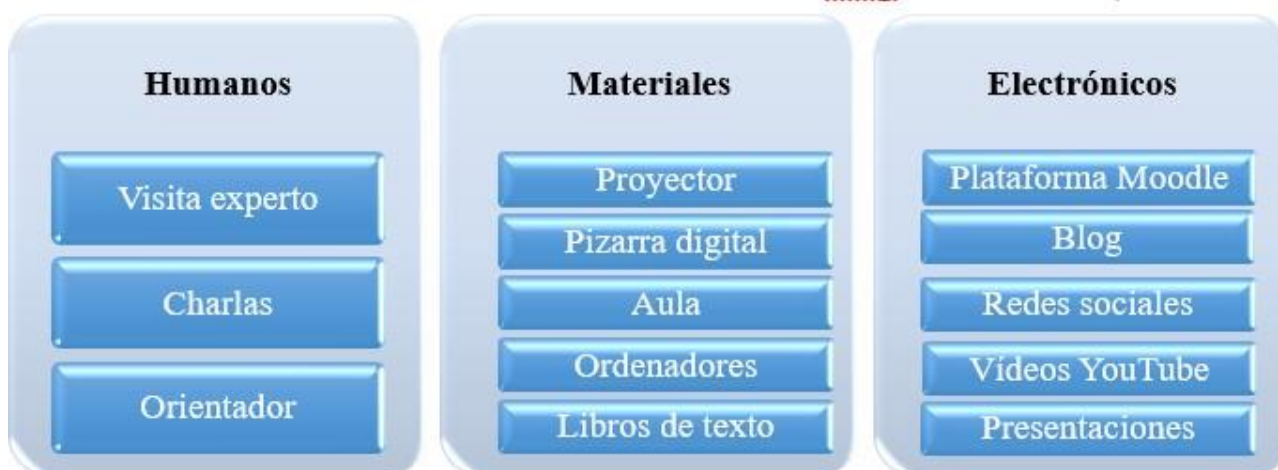 Humanos
Visita experto
Charlas
Orientador
Materiales
Proyector
Pizarra digital
Aula
Ordenadores
Libros de texto
Electrónicos
Plataforma Moodle
Blog
Redes sociales
Vídeos YouTube
Presentaciones